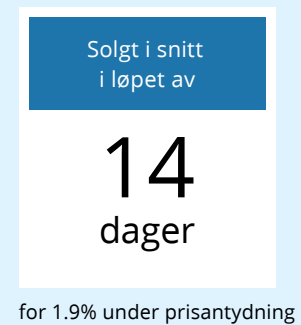 Solgt i snitt
i løpet av
14
dager
for 1.9% under prisantydning